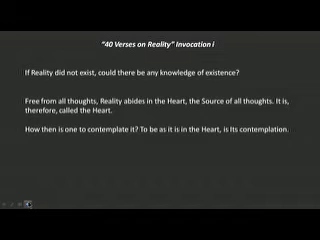 "40 Verses on Reality" Invocation i
If Reality did not exist, could there be any knowledge of existence?
Free from all thoughts, Reality abides in the Heart, the Source of all thoughts. It is,
therefore, called the Heart.
How then is one to contemplate it? To be as it is in the Heart, is Its contemplation.